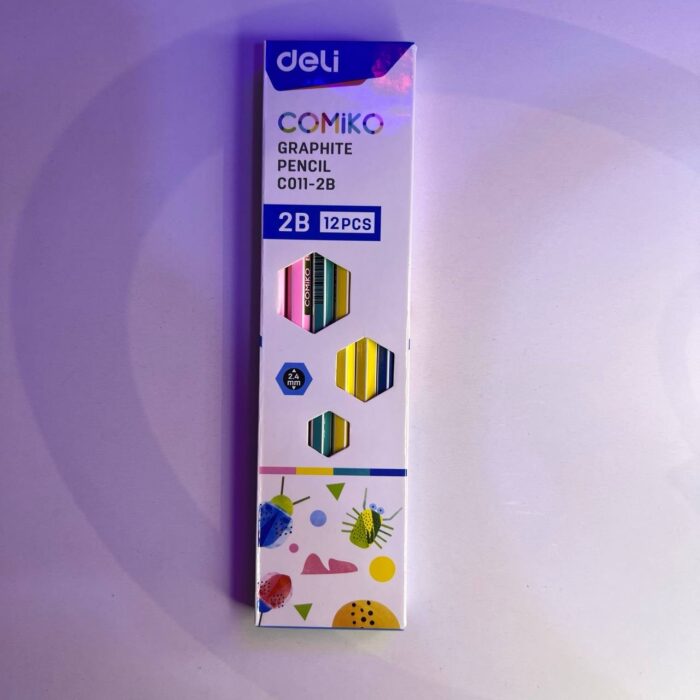 deli
COMiKO
GRAPHITE
PENCIL
C011-2B
2B 12PCS
COMIKO
2.4
mm